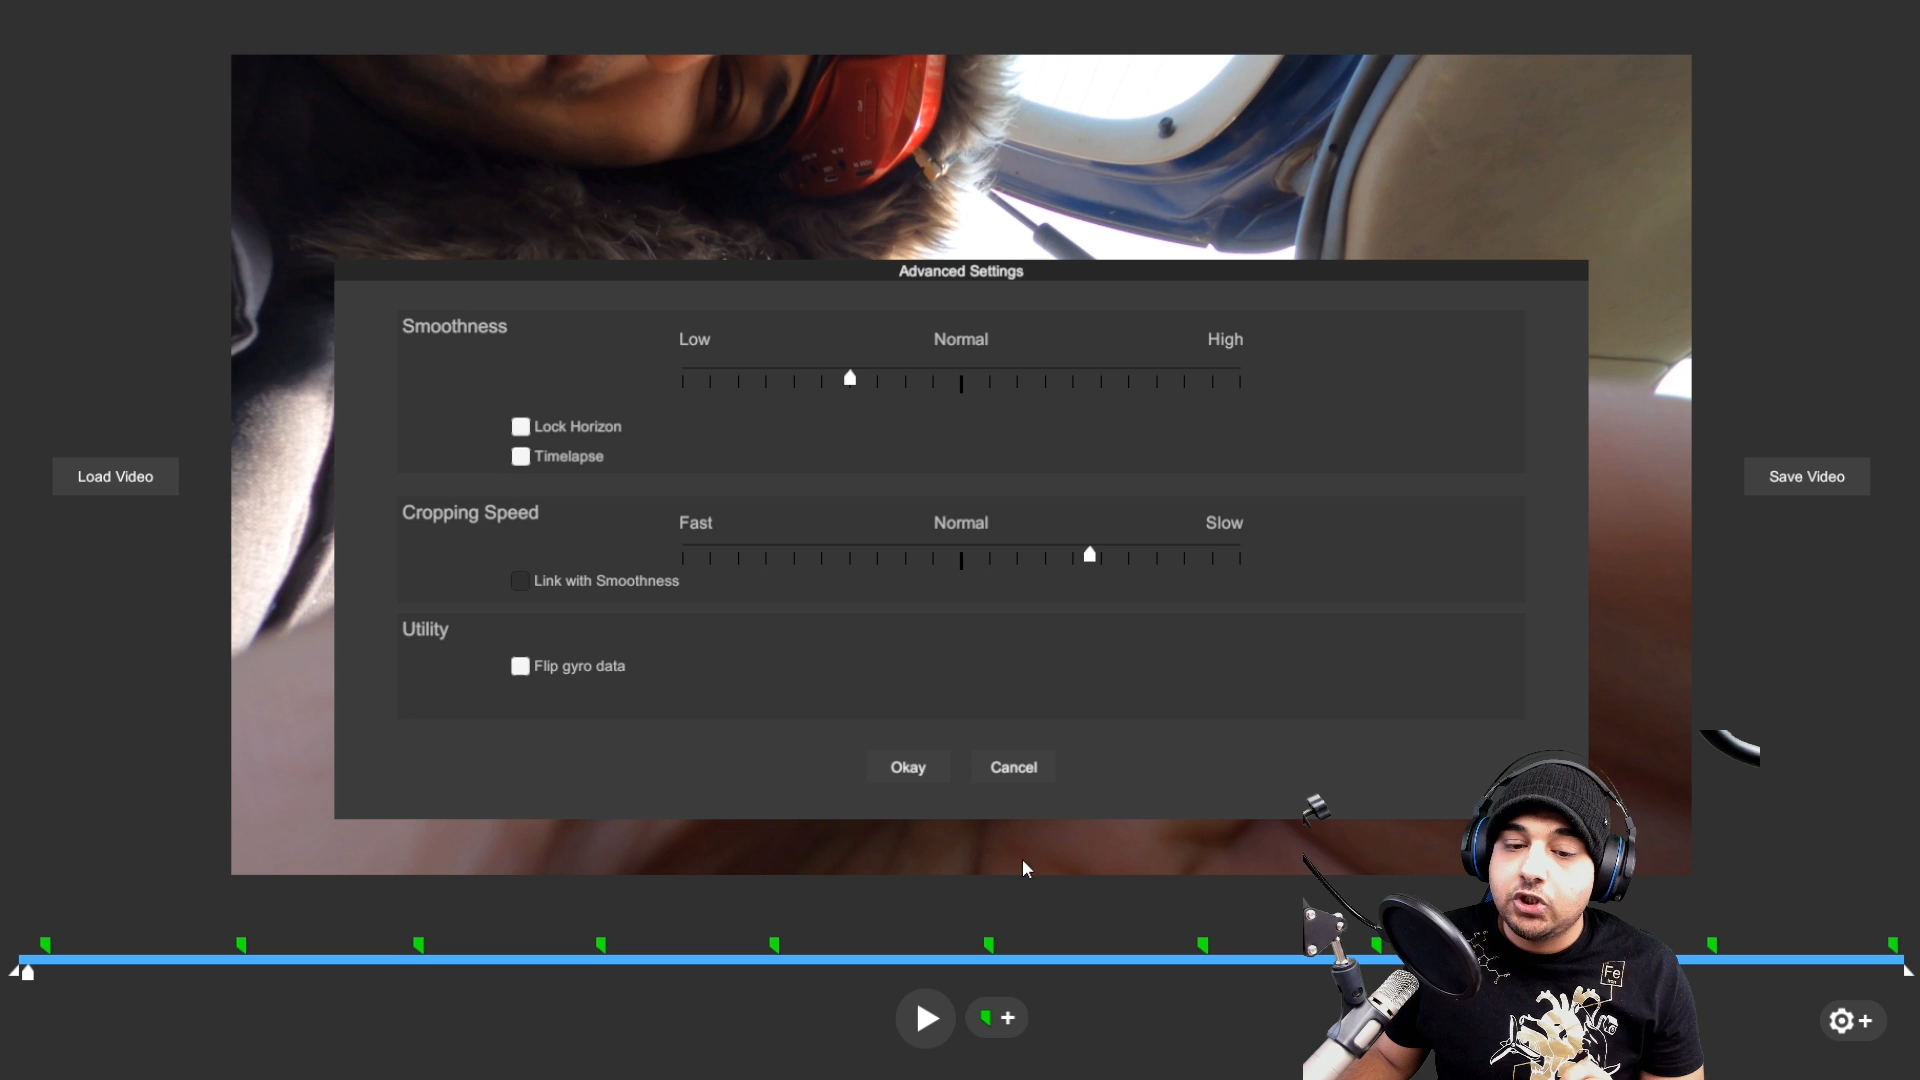 Advanced Settings
Smoothness
Low Normal High
Lock Horizon
Timelapse
Load Video
Save Video
Cropping Speed
Fast Normal Slow
Link with Smoothness
Utility
Flip gyro data
Okay Cancel
Fe